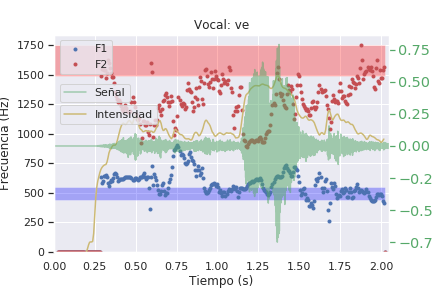 Vocal: ve
F1
F2
Señal
Intensidad
Frecuencia (Hz)
1750
1500
1250
1000
750
500
250
0
0.75
0.50
0.25
0.00
-0.2
-0.5
-0.7
0.00 0.25 0.50 0.75 1.00 1.25 1.50 1.75 2.00
Tiempo (s)